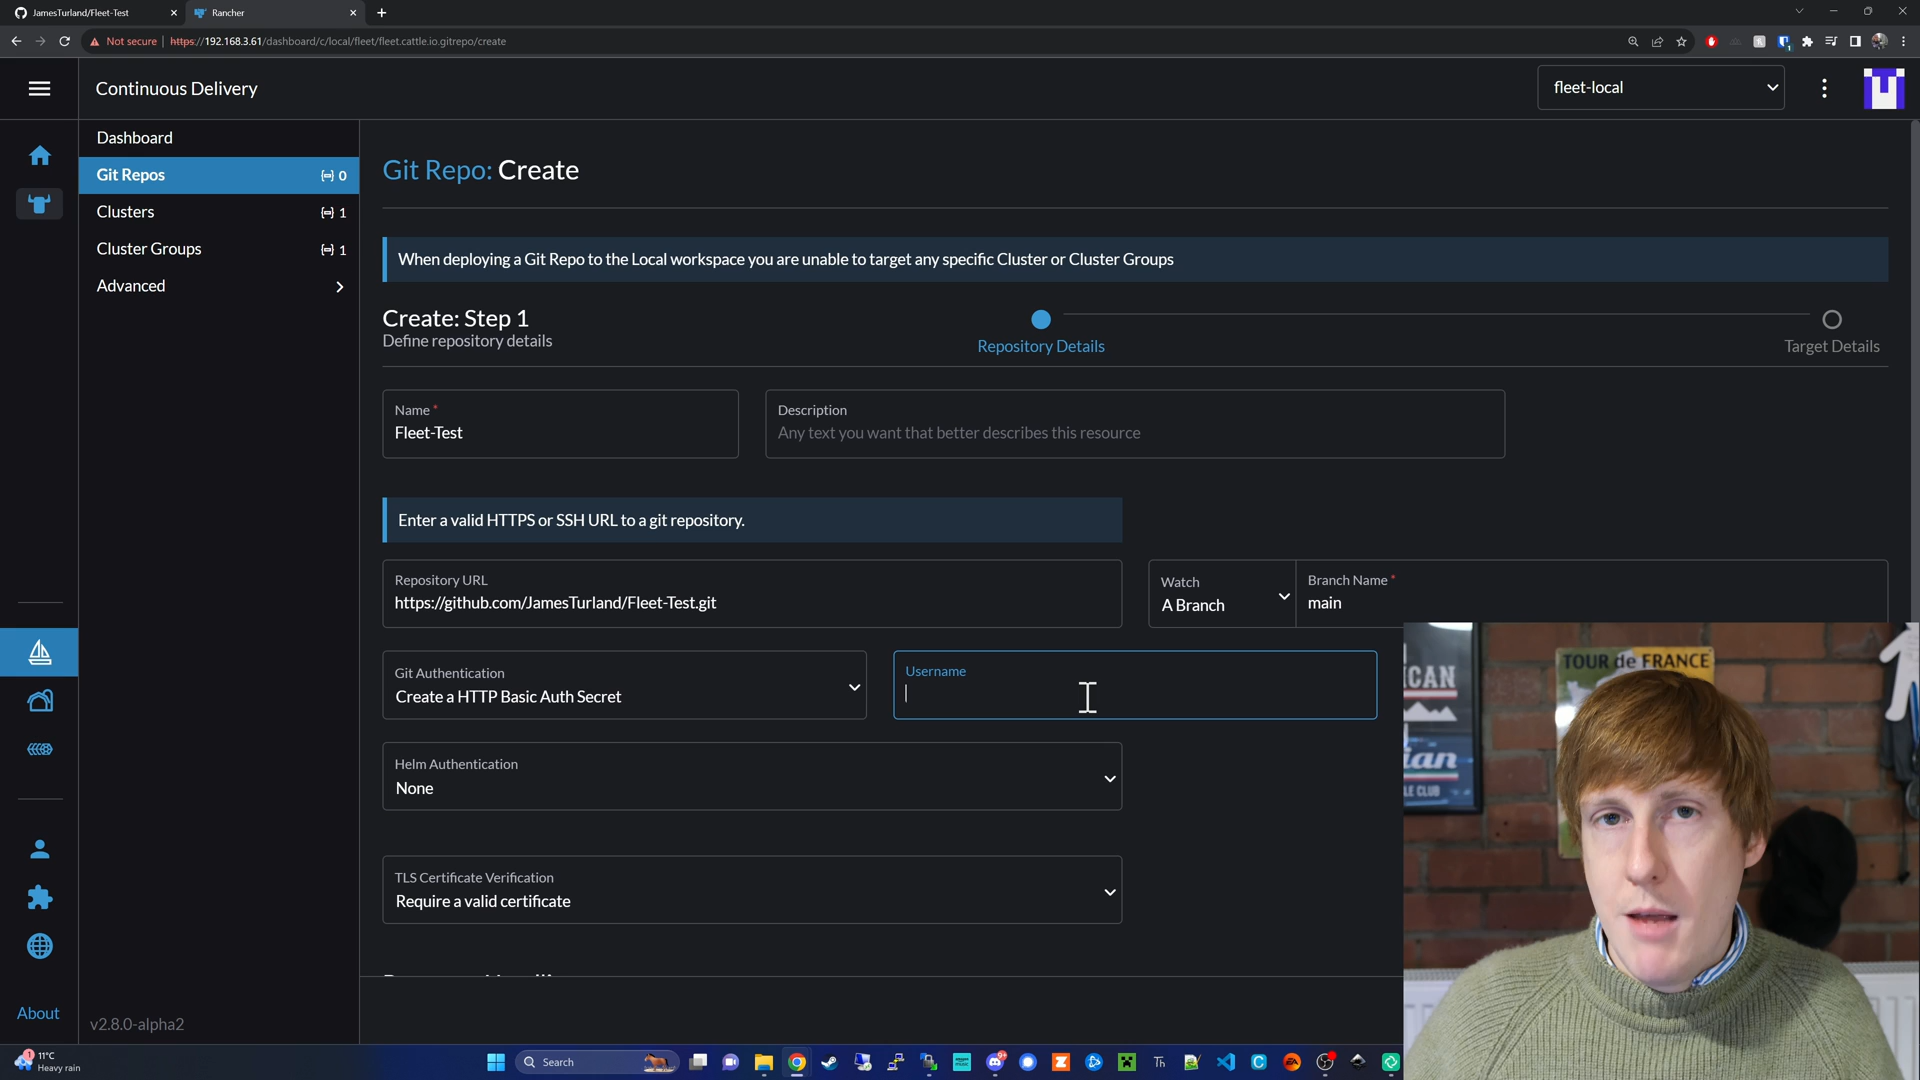 JamesTurland/Fleet-Test
Rancher
Not secure
https://192.168.3.61/dashboard/c/local/fleet/fleet.cattle.io.gitrepo/create
Continuous Delivery
fleet-local
Dashboard
Git Repos 0
Clusters 1
Cluster Groups 1
Advanced
Git Repo: Create
When deploying a Git Repo to the Local workspace you are unable to target any specific Cluster or Cluster Groups
Create: Step 1
Define repository details
Repository Details
Target Details
Name *
Fleet-Test
Description
Any text you want that better describes this resource
Enter a valid HTTPS or SSH URL to a git repository.
Repository URL
https://github.com/JamesTurland/Fleet-Test.git
Watch
A Branch
Branch Name *
main
Git Authentication
Create a HTTP Basic Auth Secret
Username
Helm Authentication
None
TLS Certificate Verification
Require a valid certificate
About
v2.8.0-alpha2
TOUR de FRANCE
ICAN
ian
LE CLUB
1
11°C
Heavy rain
Search
Th